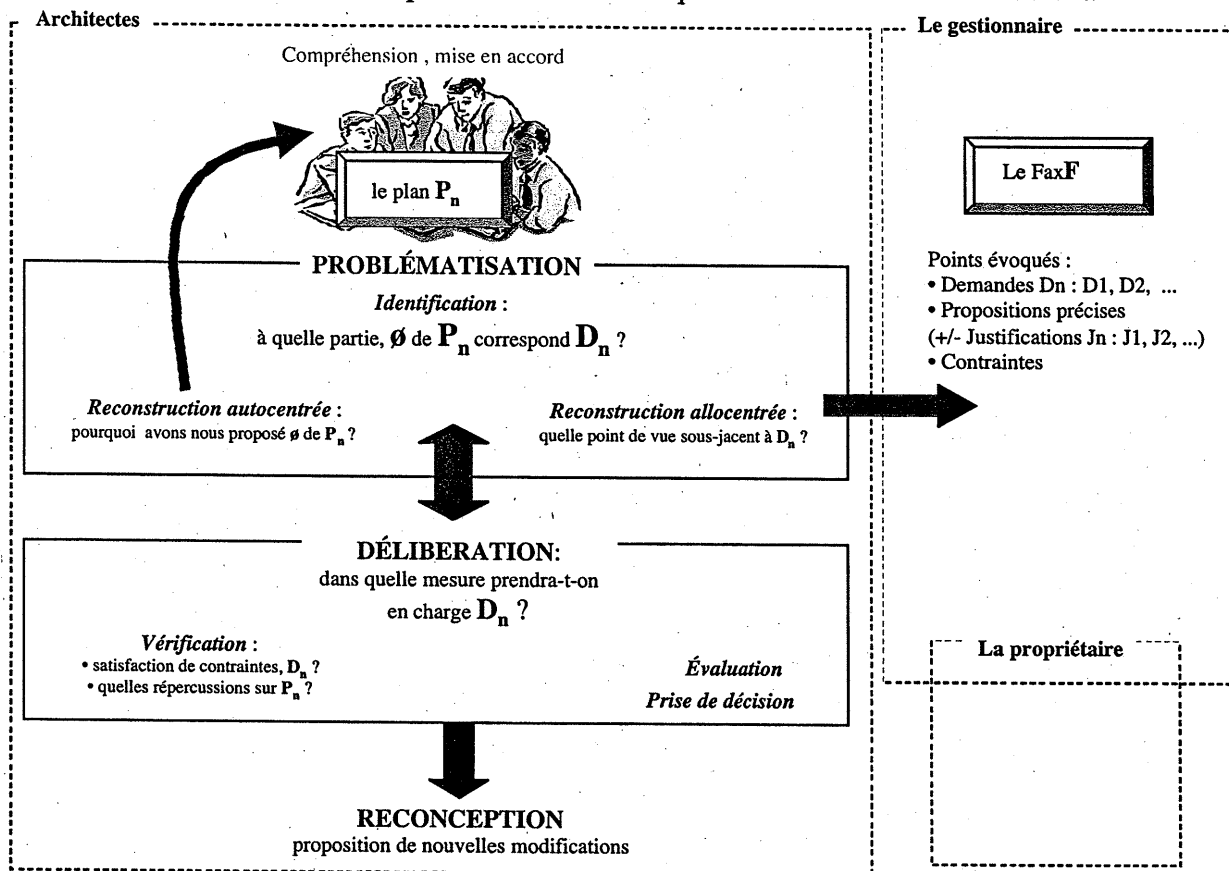 Architectes
Compréhension , mise en accord
le plan Pn
PROBLÉMATISATION
Identification :
à quelle partie, ø de Pn correspond Dn ?
Reconstruction autocentrée :
pourquoi avons nous proposé ø de Pn ?
Reconstruction allocentrée :
quelle point de vue sous-jacent à Dn ?
DÉLIBERATION:
dans quelle mesure prendra-t-on
en charge Dn ?
Vérification :
• satisfaction de contraintes, Dn ?
• quelles répercussions sur Pn ?
Évaluation
Prise de décision
RECONCEPTION
proposition de nouvelles modifications
Le gestionnaire
Le FaxF
Points évoqués :
• Demandes Dn : D1, D2, ...
• Propositions précises
(+/- Justifications Jn : J1, J2, ...)
• Contraintes
La propriétaire